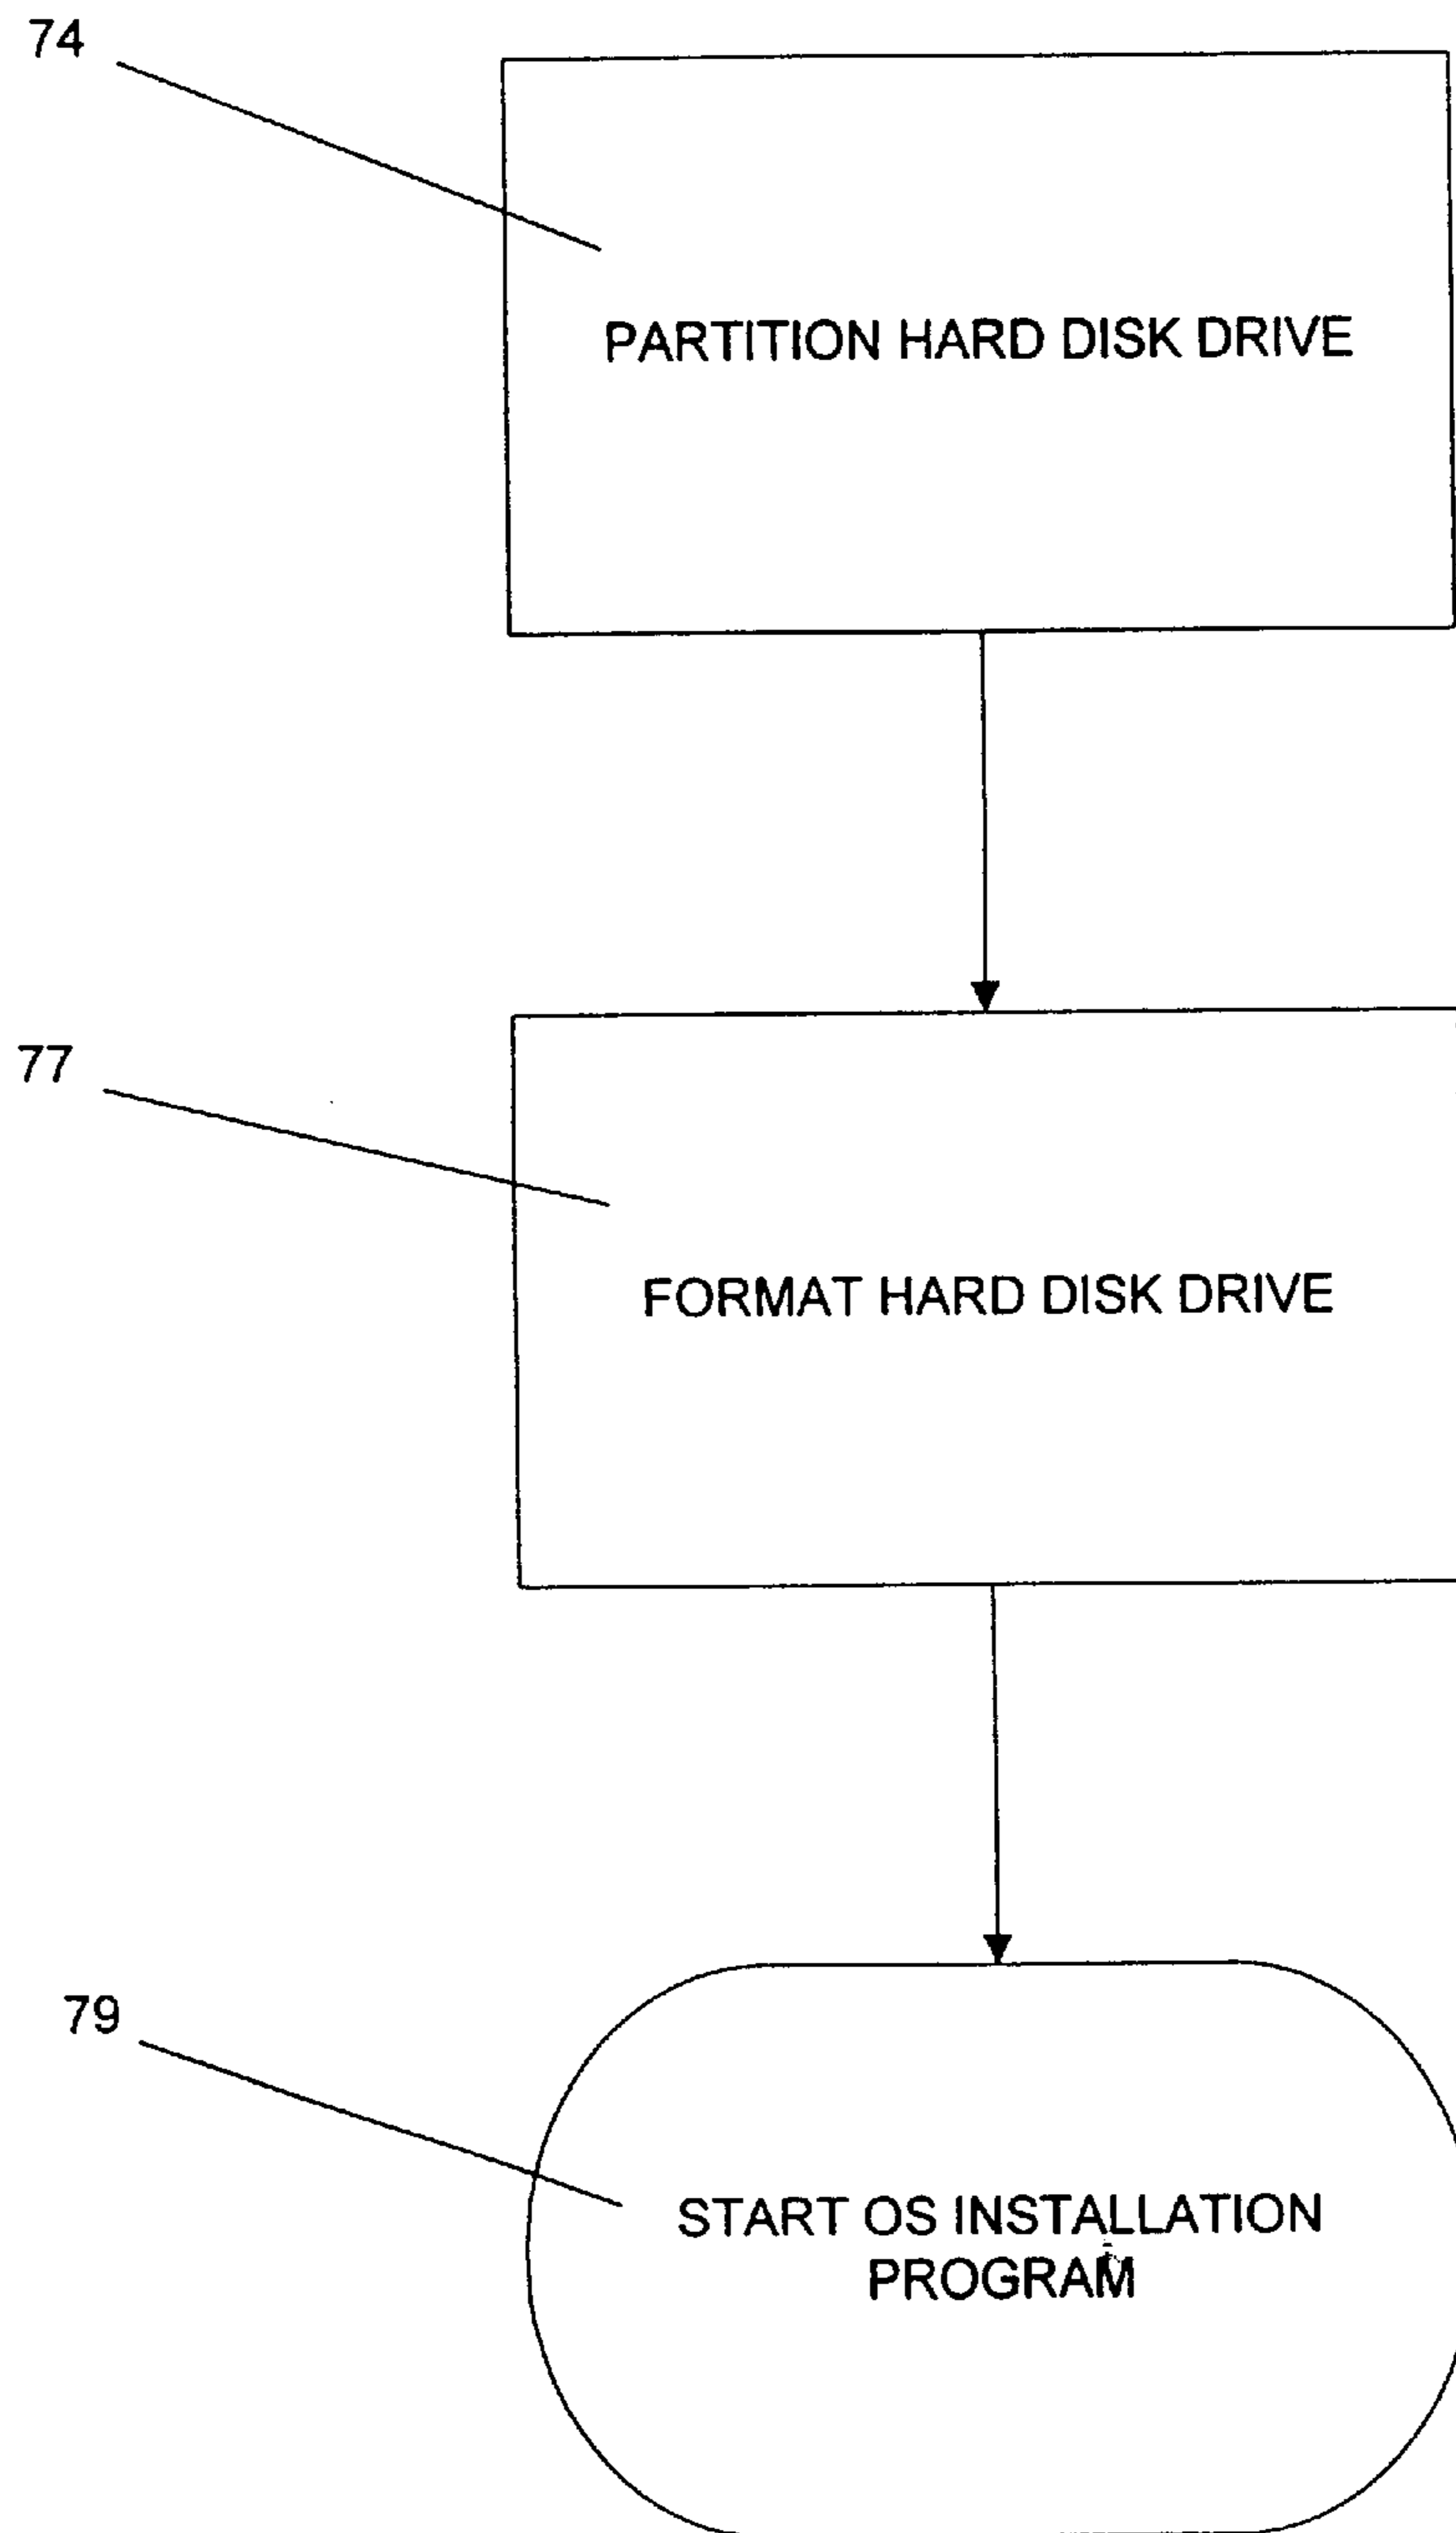 74
PARTITION HARD DISK DRIVE
77
FORMAT HARD DISK DRIVE
79
START OS INSTALLATION
PROGRAM